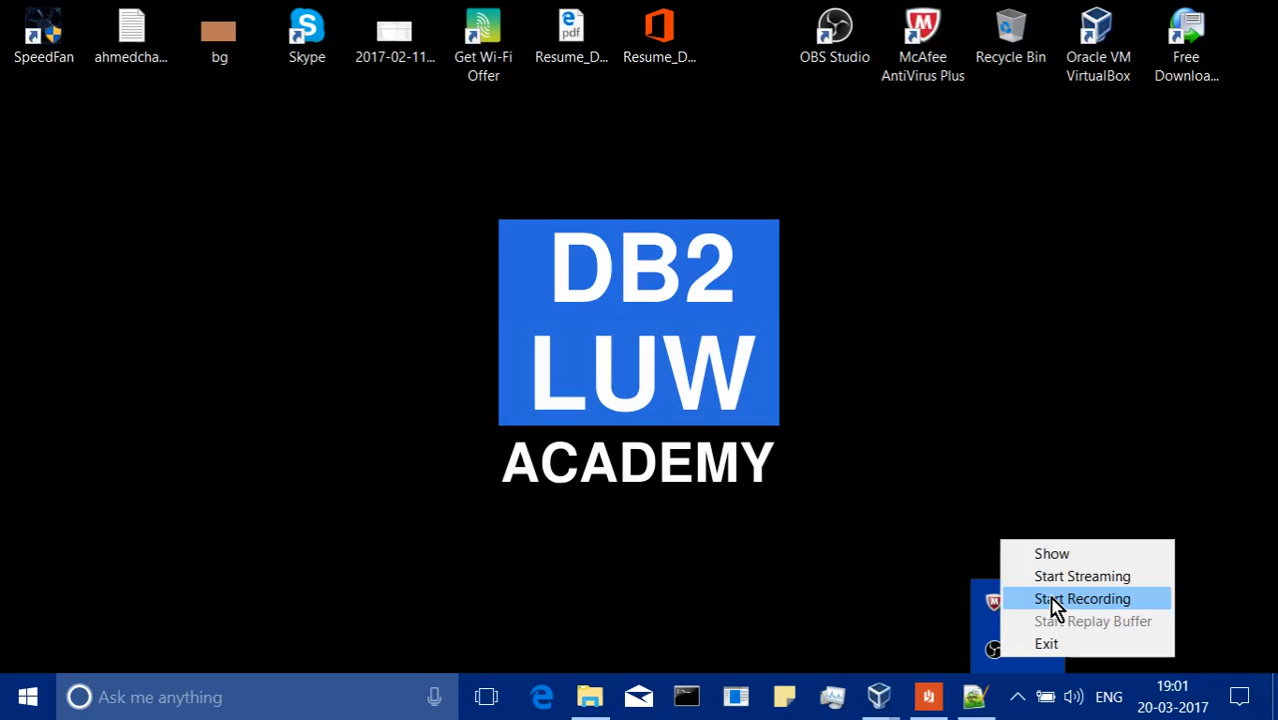 SpeedFan
ahmedcha...
bg
Skype
2017-02-11...
Get Wi-Fi
Offer
pdf
Resume_D...
Resume_D...
OBS Studio
McAfee
AntiVirus Plus
Recycle Bin
Oracle VM
VirtualBox
Free
Downloa...
DB2
LUW
ACADEMY
Show
Start Streaming
Start Recording
Start Replay Buffer
Exit
Ask me anything
ENG
19:01
20-03-2017